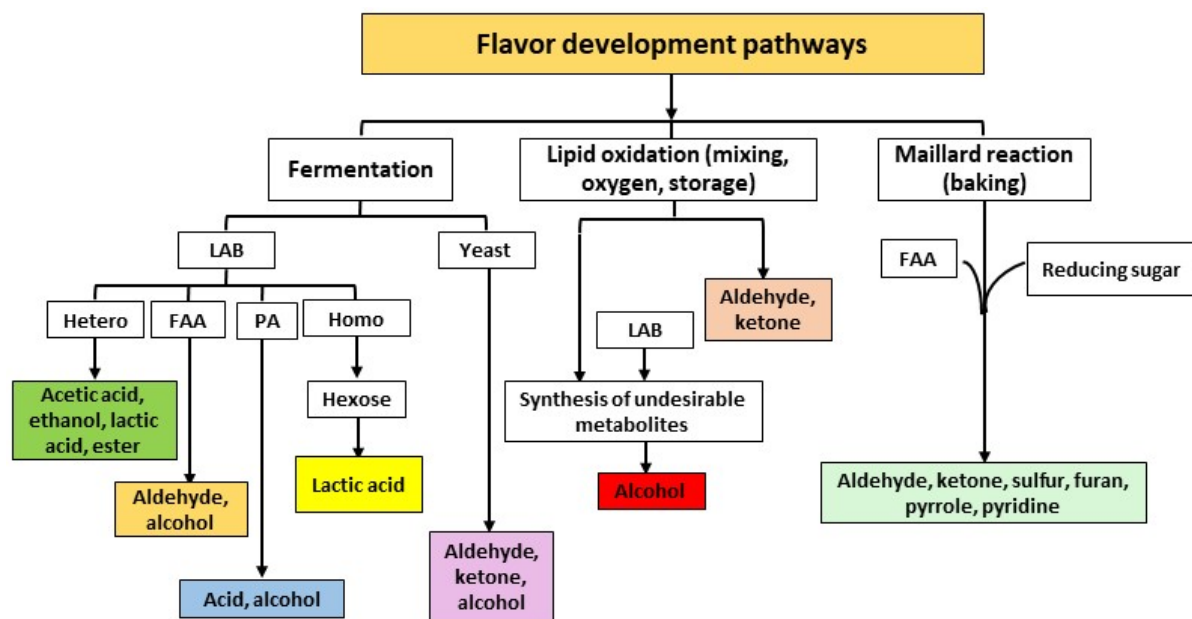 Flavor development pathways
Fermentation
Lipid oxidation (mixing,
oxygen, storage)
Maillard reaction
(baking)
LAB
Yeast
FAA
Reducing sugar
Hetero
FAA
PA
Homo
LAB
Aldehyde,
ketone
Acetic acid,
ethanol, lactic
acid, ester
Hexose
Synthesis of undesirable
metabolites
Lactic acid
Alcohol
Aldehyde, ketone, sulfur, furan,
pyrrole, pyridine
Aldehyde,
alcohol
Acid, alcohol
Aldehyde,
ketone,
alcohol